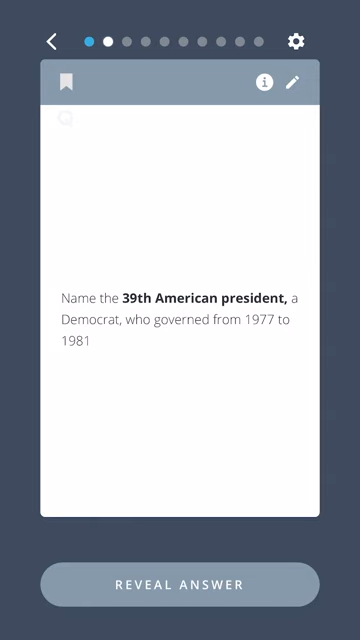 Name the 39th American president, a
Democrat, who governed from 1977 to
1981
REVEAL ANSWER